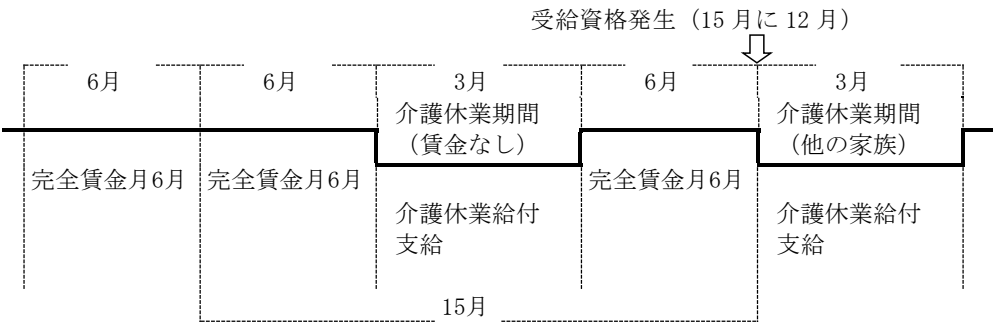 受給資格発生（15 月に 12 月）
6月
6月
3月
6月
3月
介護休業期間
（賃金なし）
介護休業期間
（他の家族）
完全賃金月6月
完全賃金月6月
完全賃金月6月
介護休業給付
支給
介護休業給付
支給
15月